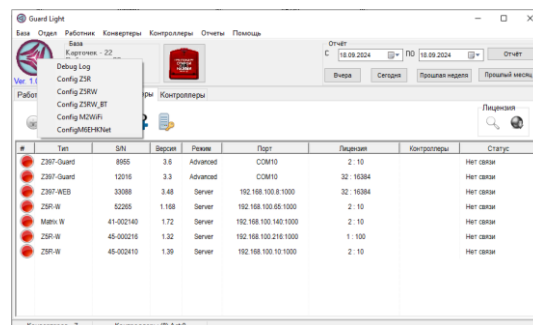 Guard Light
База Отдел Работник Конвертеры Контроллеры Отчеты Помощь
База
Карточек - 22
Ver. 1.0
Debug Log
Config Z5R
Config Z5RW
Config Z5RW_BT
Config M2WiFi
ConfigM6EHKNet
Отчёт
С 18.09.2024 ПО 18.09.2024 Отчёт
Вчера Сегодня Прошлая неделя Прошлый месяц
Контроллеры
Лицензия
# Тип S/N Версия Режим Порт Лицензия Контроллеры Статус
Z397-Guard 8955 3.6 Advanced COM10 2 : 10 Нет связи
Z397-Guard 12016 3.3 Advanced COM10 32 : 16384 Нет связи
Z397-WEB 33088 3.48 Server 192.168.100.8:1000 32 : 16384 Нет связи
Z5R-W 52265 1.168 Server 192.168.100.65:1000 2 : 10 Нет связи
Matrix W 41-002140 1.72 Server 192.168.100.140:1000 2 : 10 Нет связи
Z5R-W 45-000216 1.32 Server 192.168.100.216:1000 1 : 100 Нет связи
Z5R-W 45-002410 1.39 Server 192.168.100.10:1000 2 : 10 Нет связи